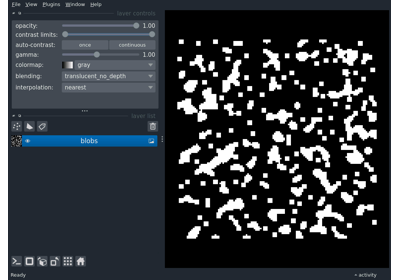 File View Plugins Window Help
layer controls
opacity: 1.00
contrast limits:
auto-contrast: once continuous
gamma: 1.00
colormap: gray
blending: translucent_no_depth
interpolation: nearest
layer list
blobs
Ready
activity